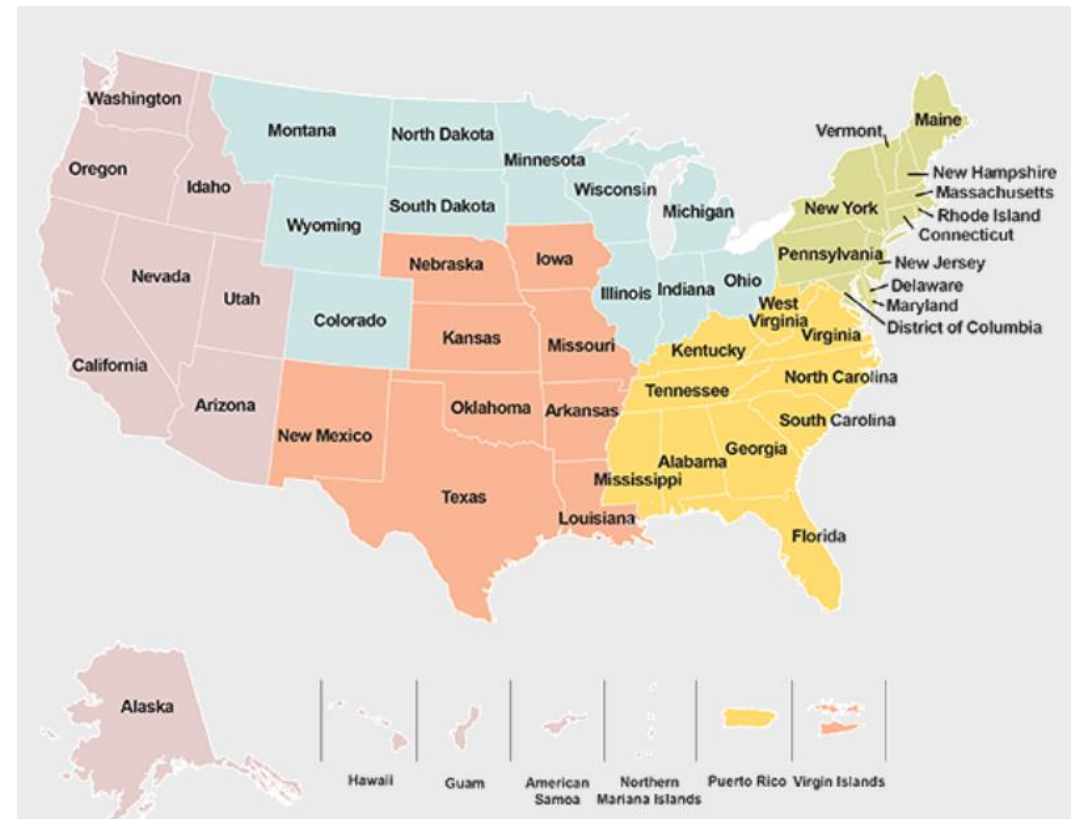 Washington
Montana
North Dakota
Minnesota
Maine
Vermont
Oregon
Idaho
Wisconsin
New Hampshire
Massachusetts
South Dakota
Michigan
New York
Rhode Island
Wyoming
Connecticut
Pennsylvania
New Jersey
Nevada
Nebraska
Iowa
Utah
Illinois
Indiana
Ohio
Delaware
Maryland
District of Columbia
Colorado
West
Virginia
Virginia
California
Kansas
Missouri
Kentucky
North Carolina
Arizona
Tennessee
Oklahoma
Arkansas
South Carolina
New Mexico
Georgia
Alabama
Mississippi
Texas
Louisiana
Florida
Alaska
Hawaii
Guam
American
Samoa
Northern
Mariana Islands
Puerto Rico
Virgin Islands